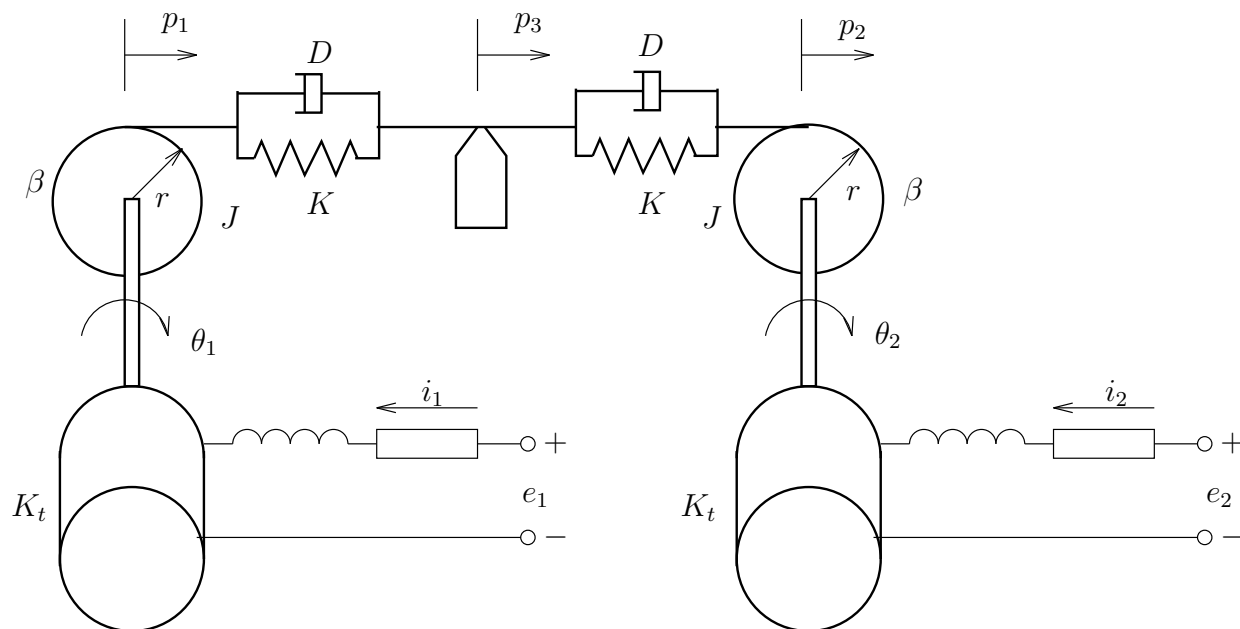 p₁ p₃ p₂
D D
β r J K K J r β
θ₁ θ₂
i₁ i₂
+ +
Kₜ e₁ Kₜ e₂
− −